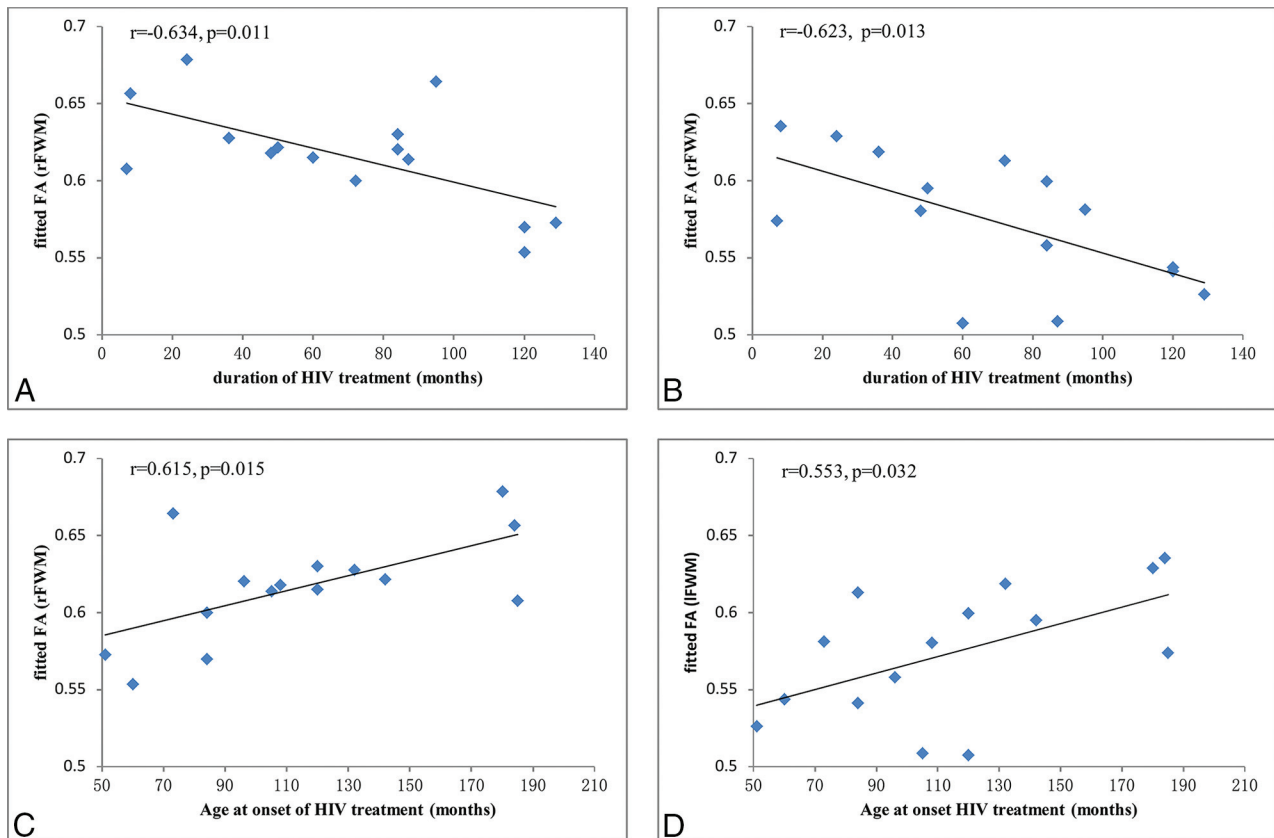 r=-0.634, p=0.011
0.7
0.65
0.6
0.55
0.5
fitted FA (rFWM)
0 20 40 60 80 100 120 140
duration of HIV treatment (months)
A
r=-0.623, p=0.013
0.7
0.65
0.6
0.55
0.5
fitted FA (rFWM)
0 20 40 60 80 100 120 140
duration of HIV treatment (months)
B
r=0.615, p=0.015
0.7
0.65
0.6
0.55
0.5
fitted FA (rFWM)
50 70 90 110 130 150 170 190 210
Age at onset of HIV treatment (months)
C
r=0.553, p=0.032
0.7
0.65
0.6
0.55
0.5
fitted FA (lFWM)
50 70 90 110 130 150 170 190 210
Age at onset HIV treatment (months)
D